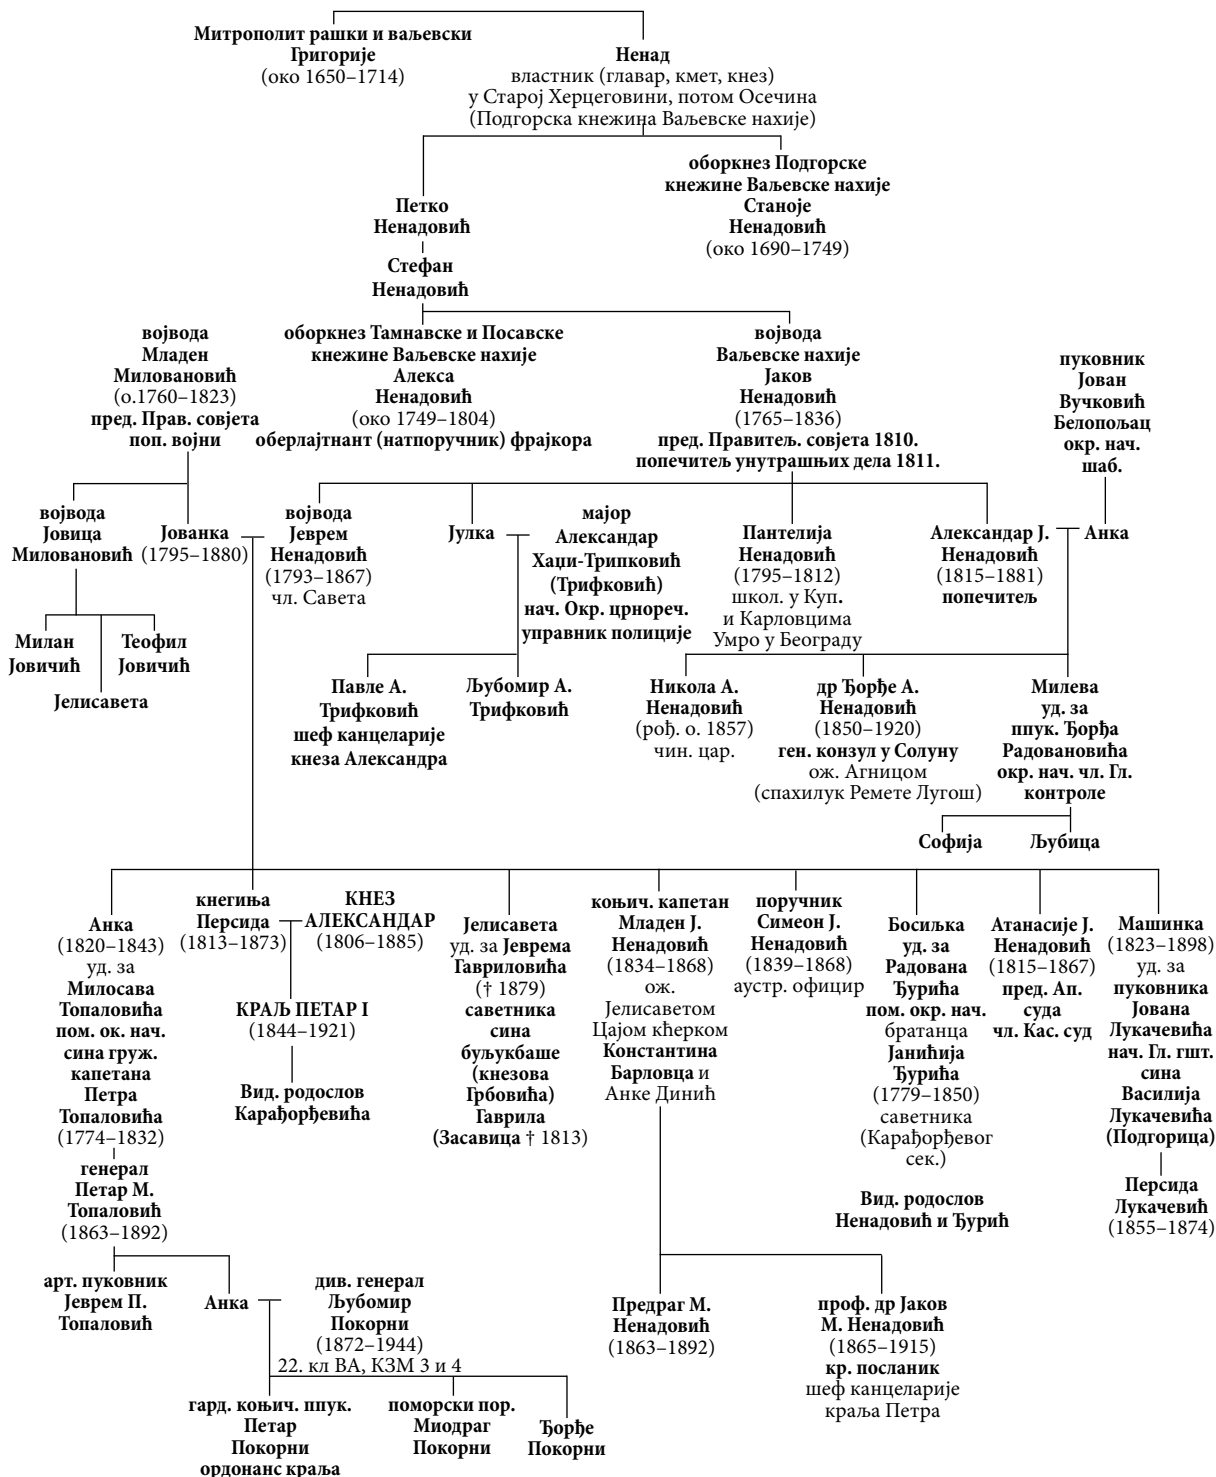 Митрополит рашки и ваљевски
Григорије
(око 1650–1714)
Ненад
властник (главар, кмет, кнез)
у Старој Херцеговини, потом Осечина
(Подгорска кнежина Ваљевске нахије)
Петко
Ненадовић
оборкнез Подгорске
кнежине Ваљевске нахије
Станоје
Ненадовић
(око 1690–1749)
Стефан
Ненадовић
војвода
Младен
Миловановић
(о.1760–1823)
пред. Прав. совјета
поп. војни
оборкнез Тамнавске и Посавске
кнежине Ваљевске нахије
Алекса
Ненадовић
(око 1749–1804)
оберлајтнант (натпоручник) фрајкора
војвода
Ваљевске нахије
Јаков
Ненадовић
(1765–1836)
пред. Правитељ. совјета 1810.
попечитељ унутрашњих дела 1811.
пуковник
Јован
Вучковић
Белопољац
окр. нач.
шаб.
војвода
Јовица
Миловановић
Јованка
(1795–1880)
војвода
Јеврем
Ненадовић
(1793–1867)
чл. Савета
Јулка
мајор
Александар
Хаџи-Трипковић
(Трифковић)
нач. Окр. црнореч.
управник полиције
Пантелија
Ненадовић
(1795–1812)
школ. у Куп.
и Карловцима
Умро у Београду
Александар Ј.
Ненадовић
(1815–1881)
попечитељ
Анка
Милан
Јовичић
Теофил
Јовичић
Јелисавета
Павле А.
Трифковић
шеф канцеларије
кнеза Александра
Љубомир А.
Трифковић
Никола А.
Ненадовић
(рођ. о. 1857)
чин. цар.
др Ђорђе А.
Ненадовић
(1850–1920)
ген. конзул у Солуну
ож. Агницом
(спахилук Ремете Лугош)
Милева
уд. за
ппук. Ђорђа
Радовановића
окр. нач. чл. Гл.
контроле
Софија
Љубица
Анка
(1820–1843)
уд. за
Милосава
Топаловића
пом. ок. нач.
сина груж.
капетана
Петра
Топаловића
(1774–1832)
кнегиња
Персида
(1813–1873)
КНЕЗ
АЛЕКСАНДАР
(1806–1885)
КРАЉ ПЕТАР I
(1844–1921)
Вид. родослов
Карађорђевића
Јелисавета
уд. за Јеврема
Гавриловића
(† 1879)
саветника
сина
буљукбаше
(кнезова
Грбовића)
Гаврила
(Засавица † 1813)
коњич. капетан
Младен Ј.
Ненадовић
(1834–1868)
ож.
Јелисаветом
Цајом кћерком
Константина
Барловца и
Анке Динић
поручник
Симеон Ј.
Ненадовић
(1839–1868)
аустр. официр
Босиљка
уд. за
Радована
Ђурића
пом. окр. нач.
братанца
Јанићија
Ђурића
(1779–1850)
саветника
(Карађорђевог
сек.)
Атанасије Ј.
Ненадовић
(1815–1867)
пред. Ап.
суда
чл. Кас. суд
Машинка
(1823–1898)
уд. за
пуковника
Јована
Лукачевића
нач. Гл. гшт.
сина
Василија
Лукачевића
(Подгорица)
генерал
Петар М.
Топаловић
(1863–1892)
Вид. родослов
Ненадовић и Ђурић
Персида
Лукачевић
(1855–1874)
арт. пуковник
Јеврем П.
Топаловић
Анка
див. генерал
Љубомир
Покорни
(1872–1944)
22. кл ВА, КЗМ 3 и 4
Предраг М.
Ненадовић
(1863–1892)
проф. др Јаков
М. Ненадовић
(1865–1915)
кр. посланик
шеф канцеларије
краља Петра
гард. коњич. ппук.
Петар
Покорни
ордонанс краља
поморски пор.
Миодраг
Покорни
Ђорђе
Покорни